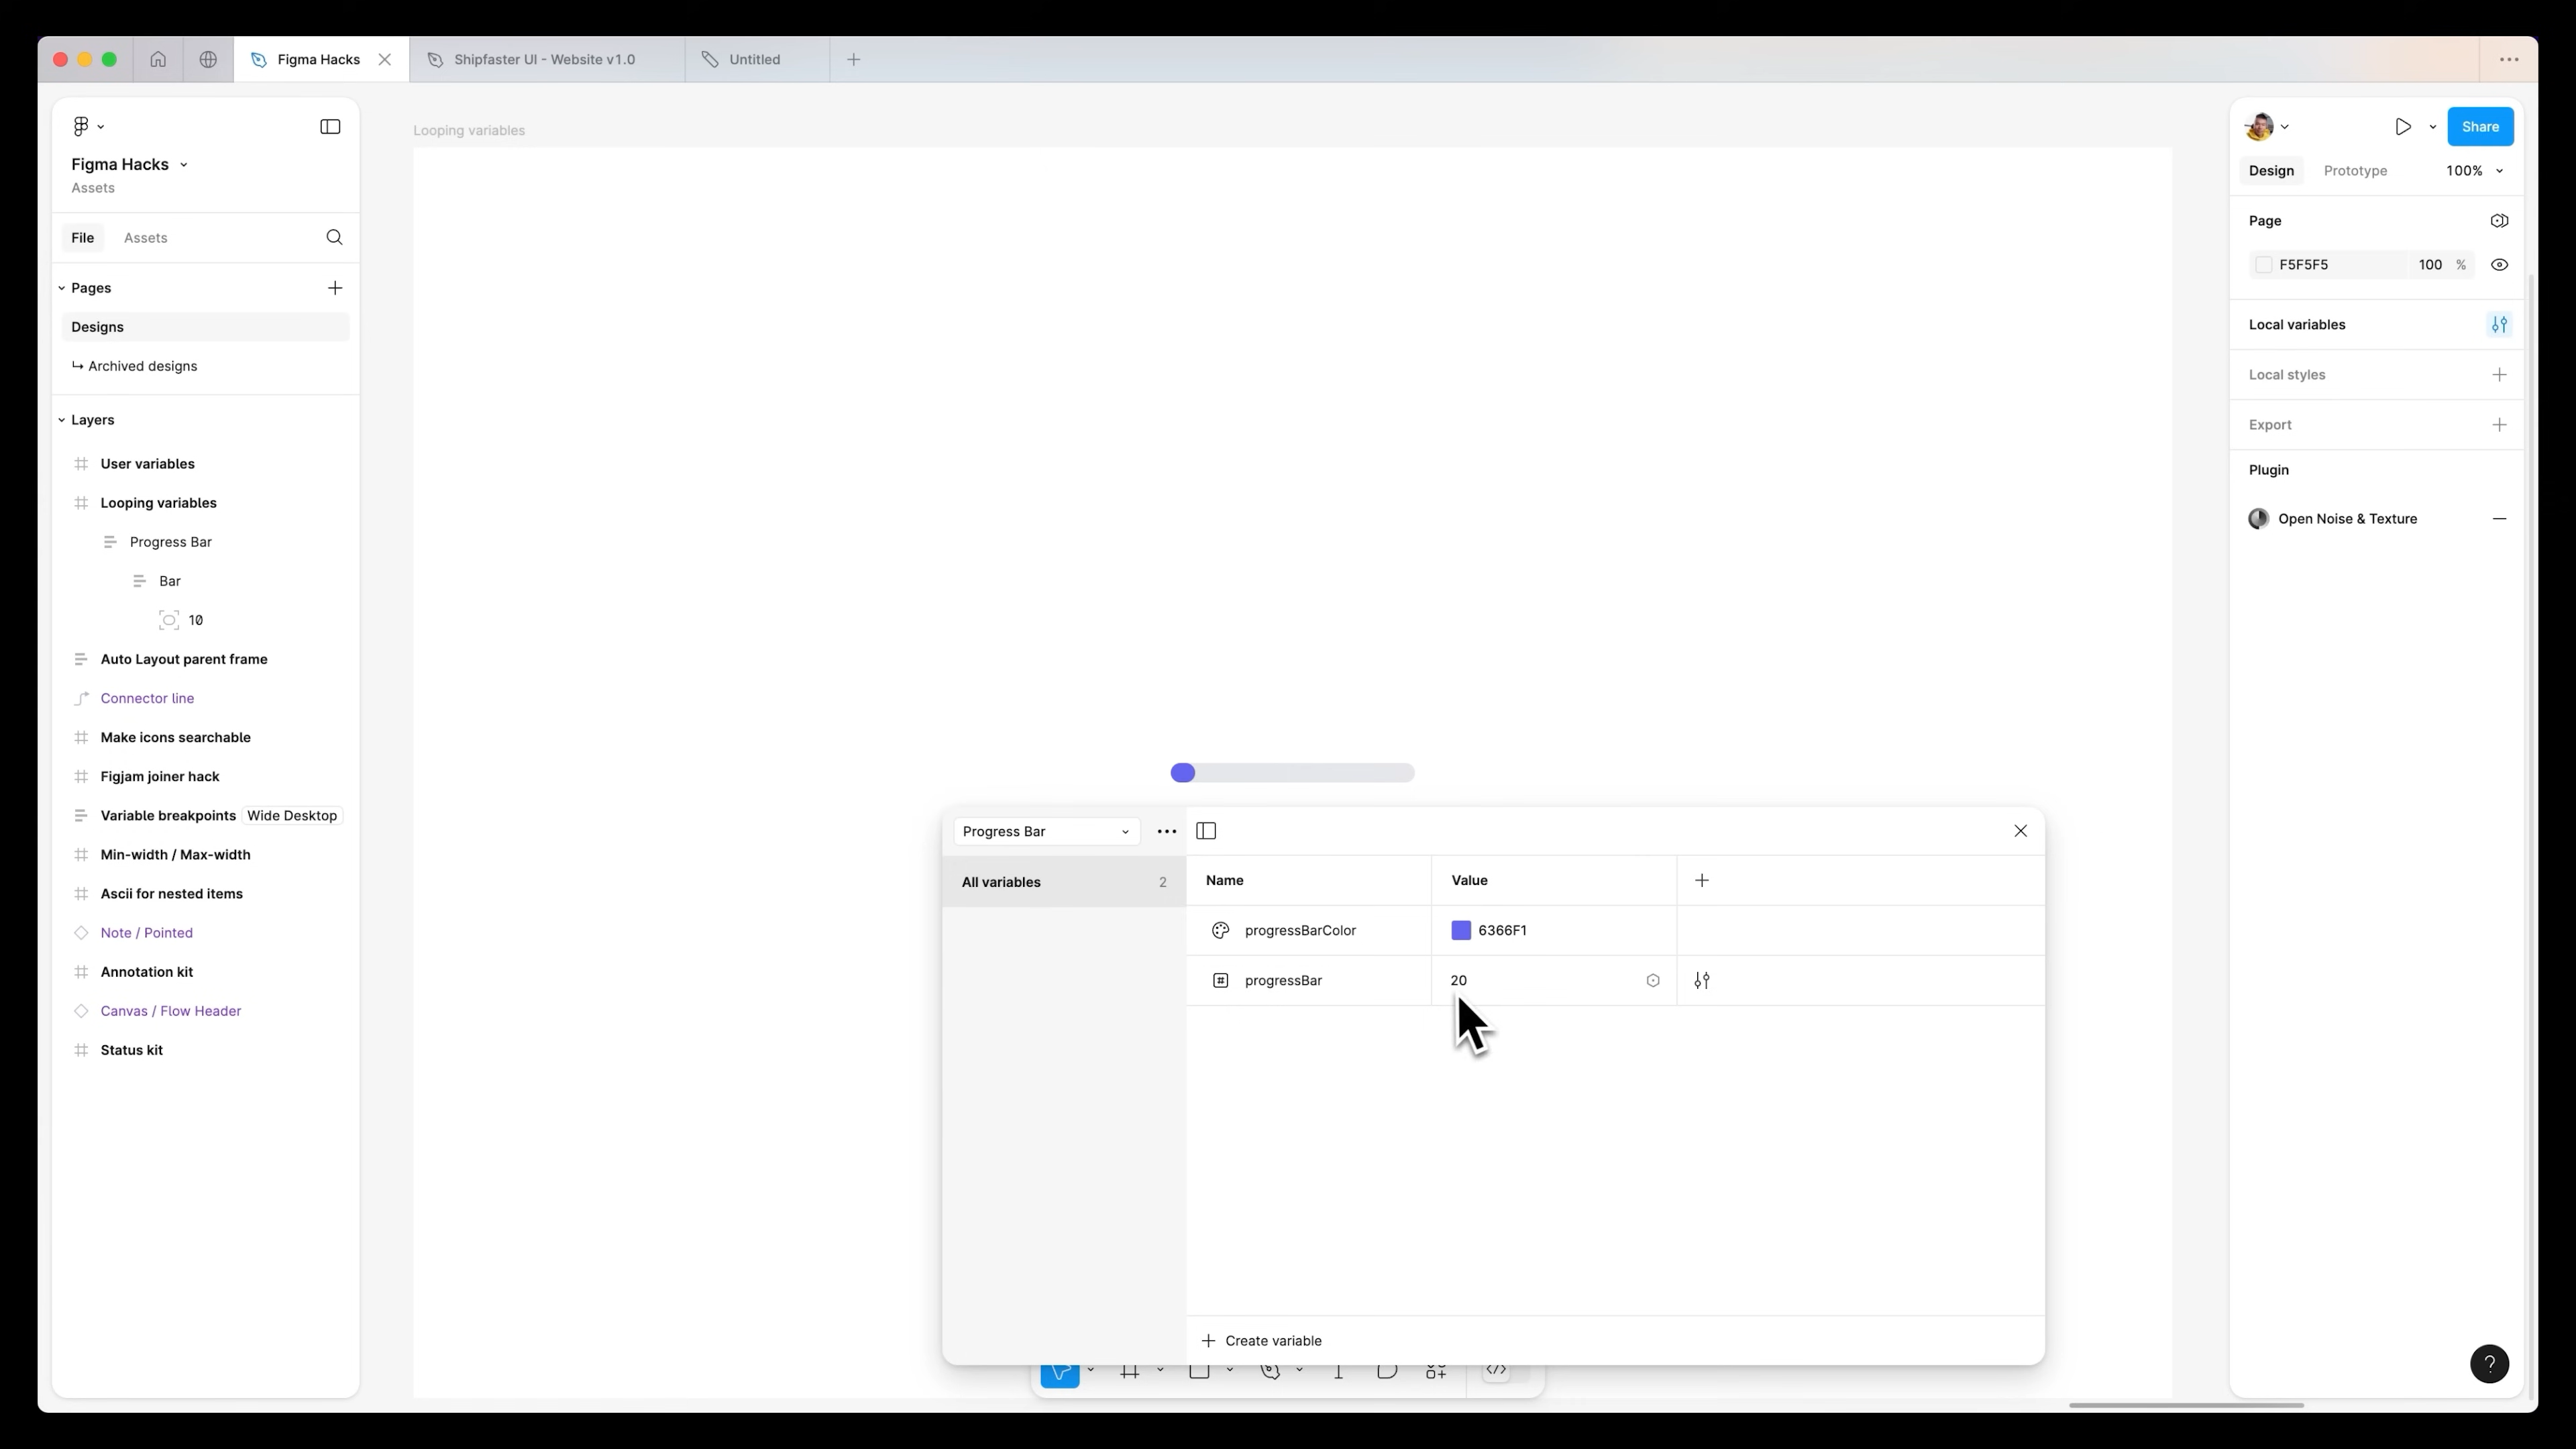 Figma Hacks
Shipfaster UI - Website v1.0
Untitled
Figma Hacks
Assets
File
Assets
Pages
Designs
↳ Archived designs
Layers
User variables
Looping variables
Progress Bar
Bar
10
Auto Layout parent frame
Connector line
Make icons searchable
Figjam joiner hack
Variable breakpoints Wide Desktop
Min-width / Max-width
Ascii for nested items
Note / Pointed
Annotation kit
Canvas / Flow Header
Status kit
Looping variables
Progress Bar
All variables 2
Name Value
progressBarColor 6366F1
progressBar 20
Create variable
Share
Design Prototype 100%
Page
F5F5F5 100 %
Local variables
Local styles
Export
Plugin
Open Noise & Texture
?